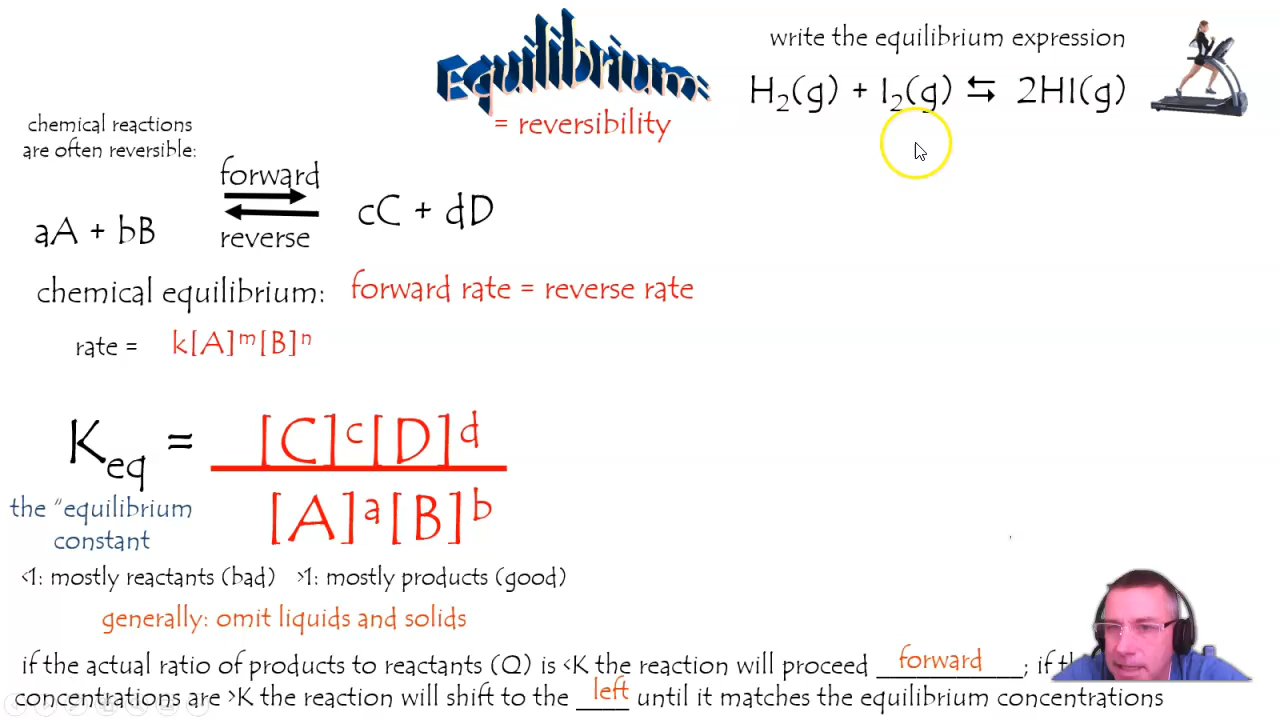 Equilibrium:
= reversibility
write the equilibrium expression
H₂(g) + I₂(g) ⇆ 2HI(g)
chemical reactions
are often reversible:
forward
aA + bB
cC + dD
reverse
chemical equilibrium: forward rate = reverse rate
rate = k[A]ᵐ[B]ⁿ
K_eq = [C]ᶜ[D]ᵈ
[A]ᵃ[B]ᵇ
the "equilibrium
constant
<1: mostly reactants (bad) >1: mostly products (good)
generally: omit liquids and solids
if the actual ratio of products to reactants (Q) is <K the reaction will proceed forward; if
concentrations are >K the reaction will shift to the left until it matches the equilibrium concentrations